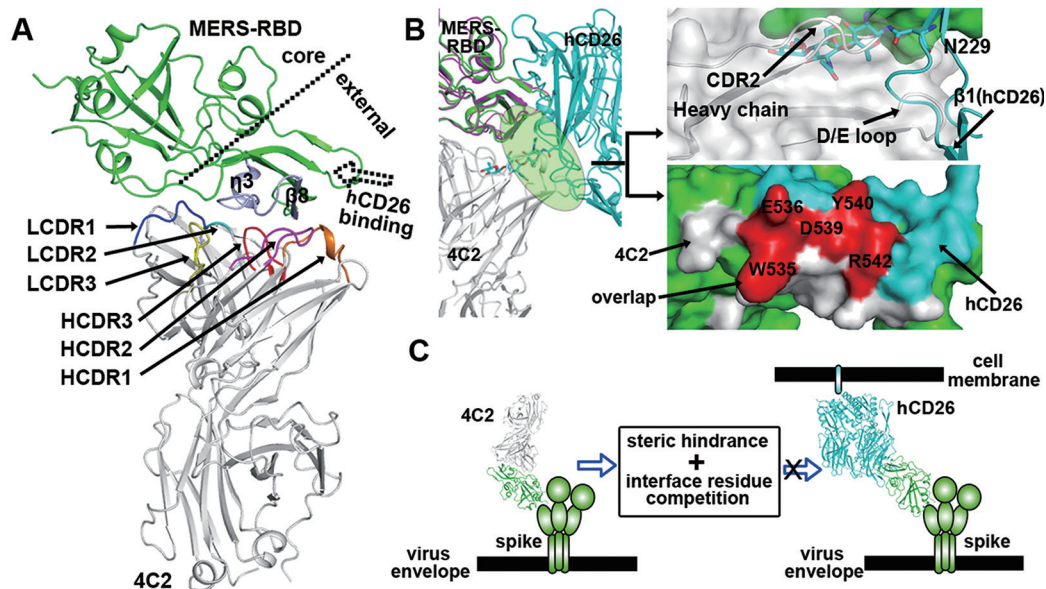 A
MERS-RBD
core
external
η3
β8
hCD26
binding
LCDR1
LCDR2
LCDR3
HCDR3
HCDR2
HCDR1
4C2
B
MERS-
RBD
hCD26
4C2
CDR2
Heavy chain
N229
β1(hCD26)
D/E loop
E536
Y540
D539
R542
W535
4C2
overlap
hCD26
C
4C2
steric hindrance
+
interface residue
competition
X
cell
membrane
hCD26
spike
virus
envelope
spike
virus
envelope